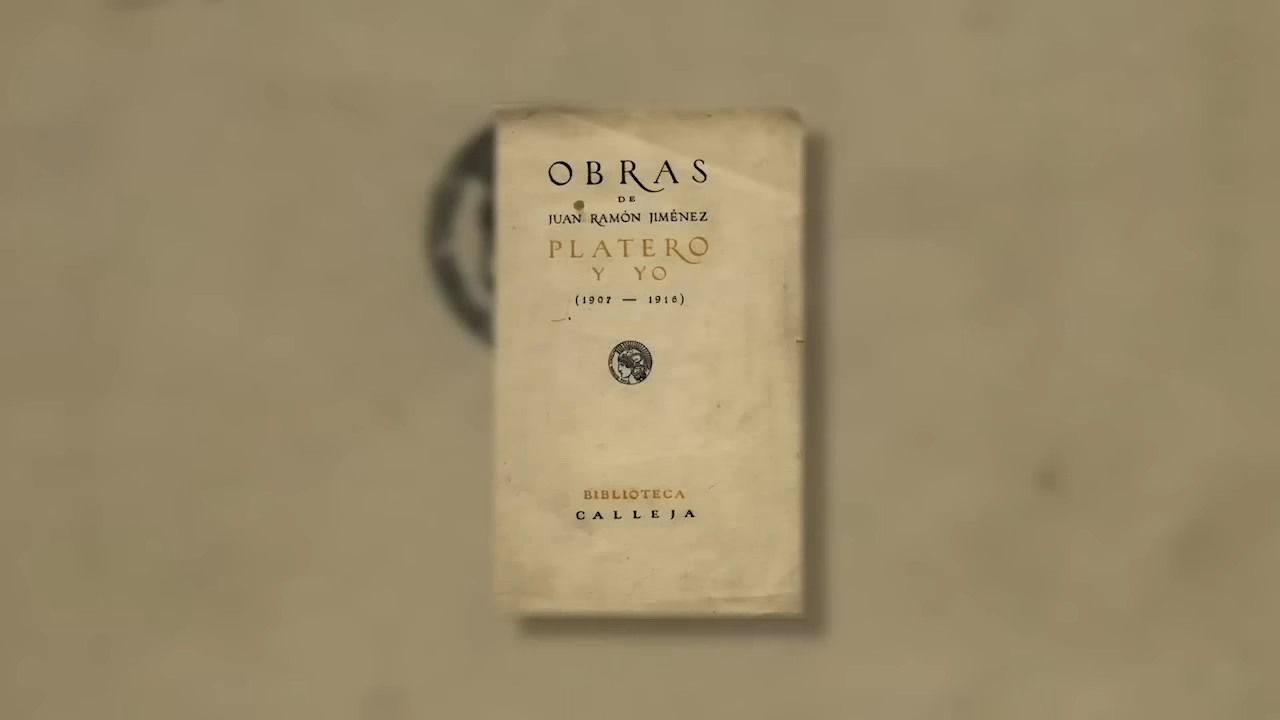 OBRAS
DE
JUAN RAMÓN JIMÉNEZ
PLATERO
Y YO
(1907 — 1916)
BIBLIOTECA
CALLEJA